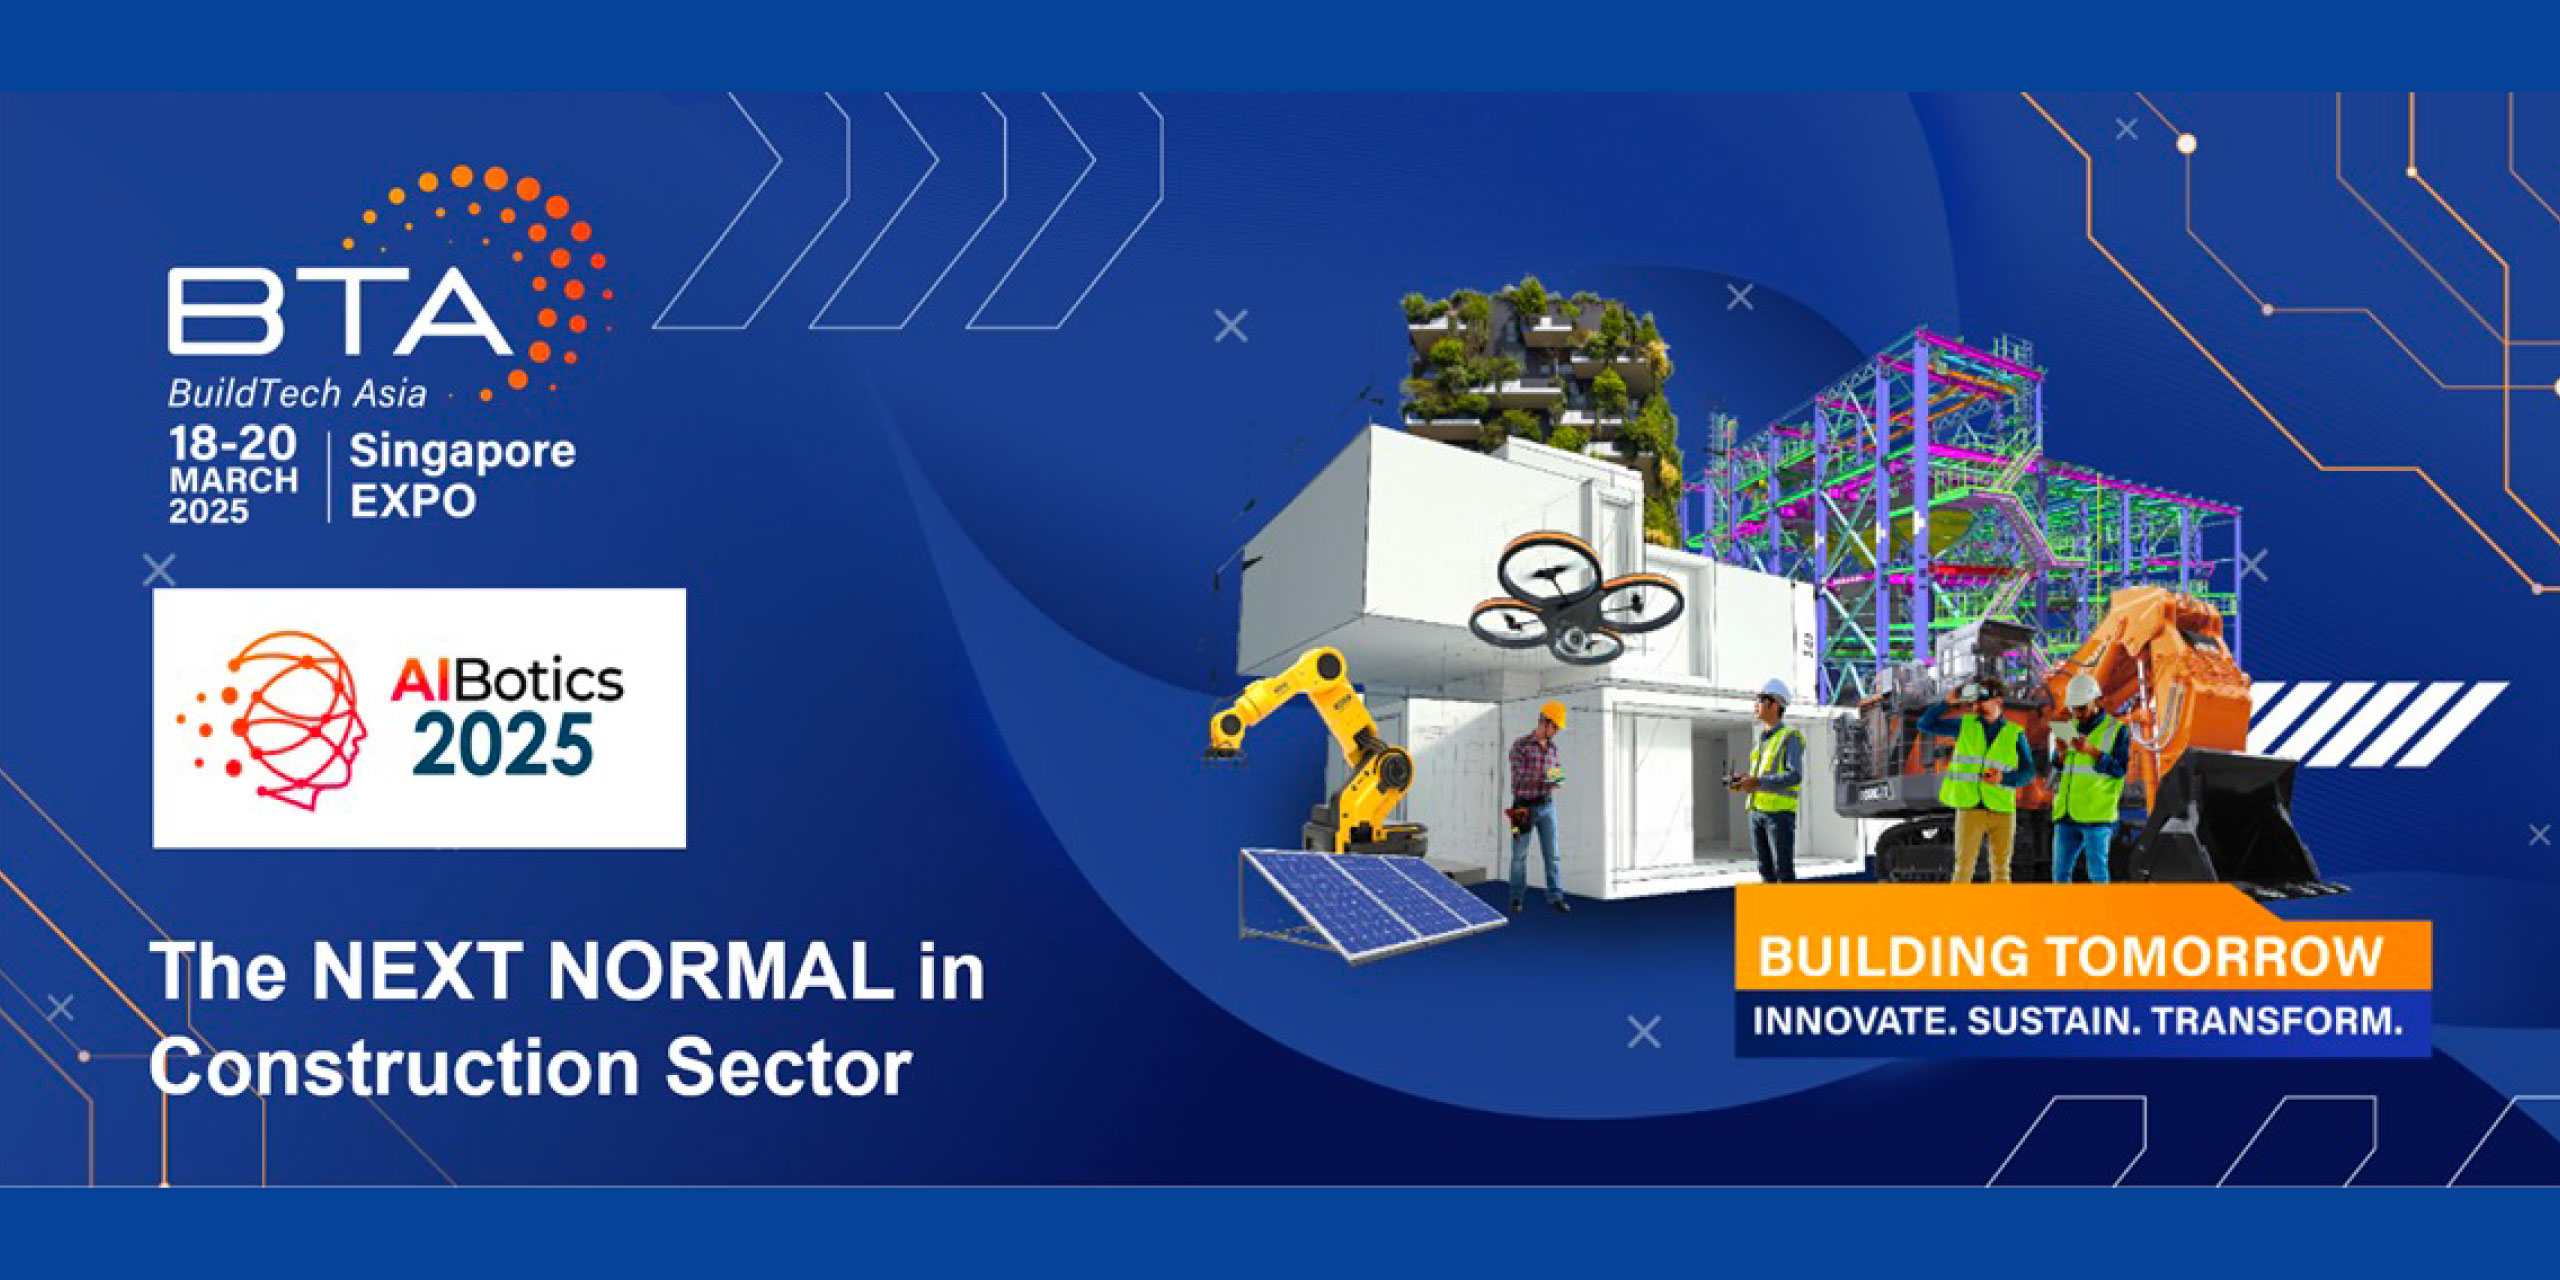 BTA
BuildTech Asia
18-20
MARCH
2025
Singapore
EXPO
AIBotics
2025
The NEXT NORMAL in
Construction Sector
BUILDING TOMORROW
INNOVATE. SUSTAIN. TRANSFORM.